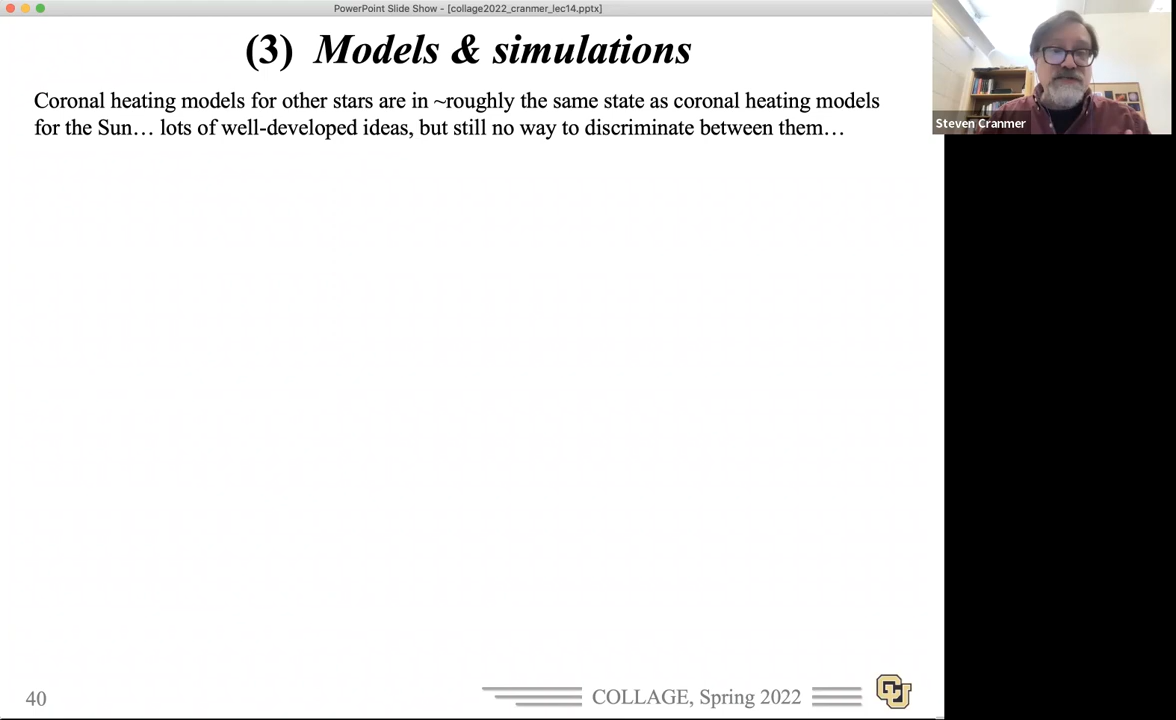 PowerPoint Slide Show - [collage2022_cranmer_lec14.pptx]
(3) Models & simulations
Coronal heating models for other stars are in ~roughly the same state as coronal heating models
for the Sun… lots of well-developed ideas, but still no way to discriminate between them…
Steven Cranmer
40
COLLAGE, Spring 2022
CU